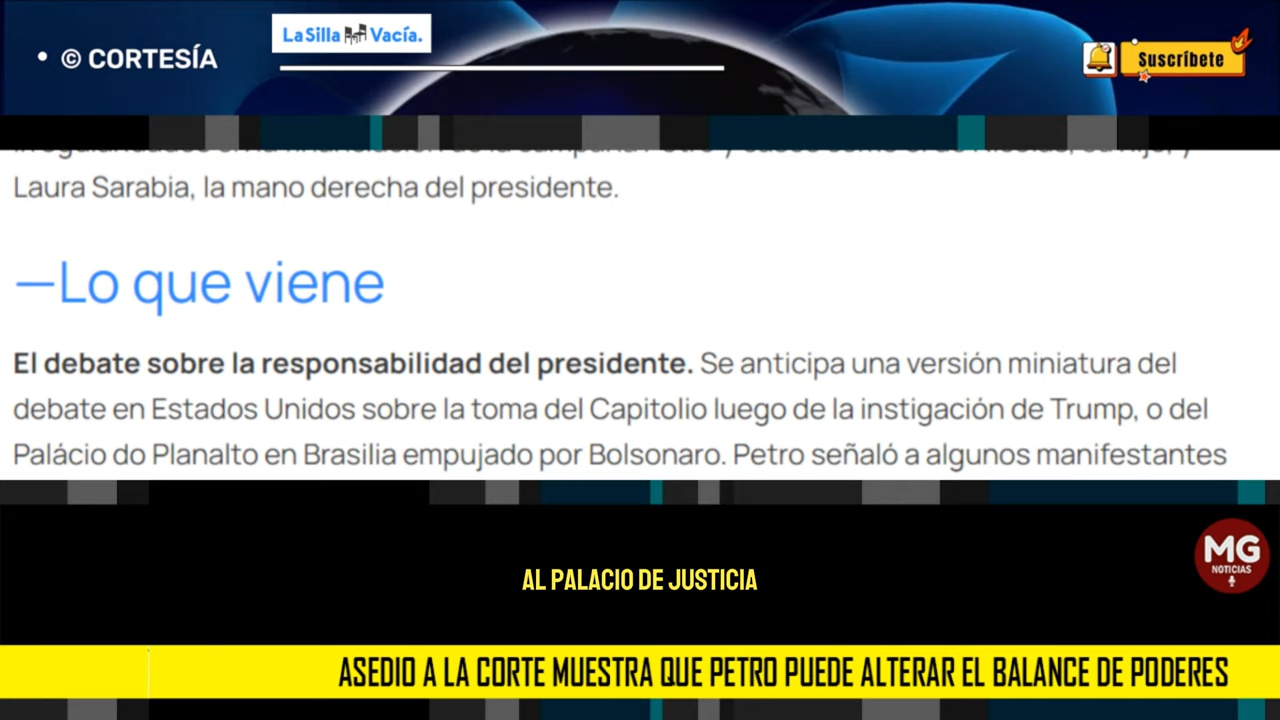 • © CORTESÍA
La Silla Vacía.
Suscríbete
Laura Sarabia, la mano derecha del presidente.
—Lo que viene
El debate sobre la responsabilidad del presidente. Se anticipa una versión miniatura del
debate en Estados Unidos sobre la toma del Capitolio luego de la instigación de Trump, o del
Palácio do Planalto en Brasilia empujado por Bolsonaro. Petro señaló a algunos manifestantes
MG
NOTICIAS
AL PALACIO DE JUSTICIA
ASEDIO A LA CORTE MUESTRA QUE PETRO PUEDE ALTERAR EL BALANCE DE PODERES